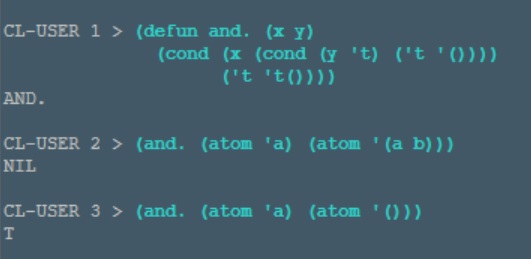 CL-USER 1 > (defun and. (x y)
(cond (x (cond (y 't) ('t '())))
('t 't())))
AND.
CL-USER 2 > (and. (atom 'a) (atom '(a b)))
NIL
CL-USER 3 > (and. (atom 'a) (atom '()))
T